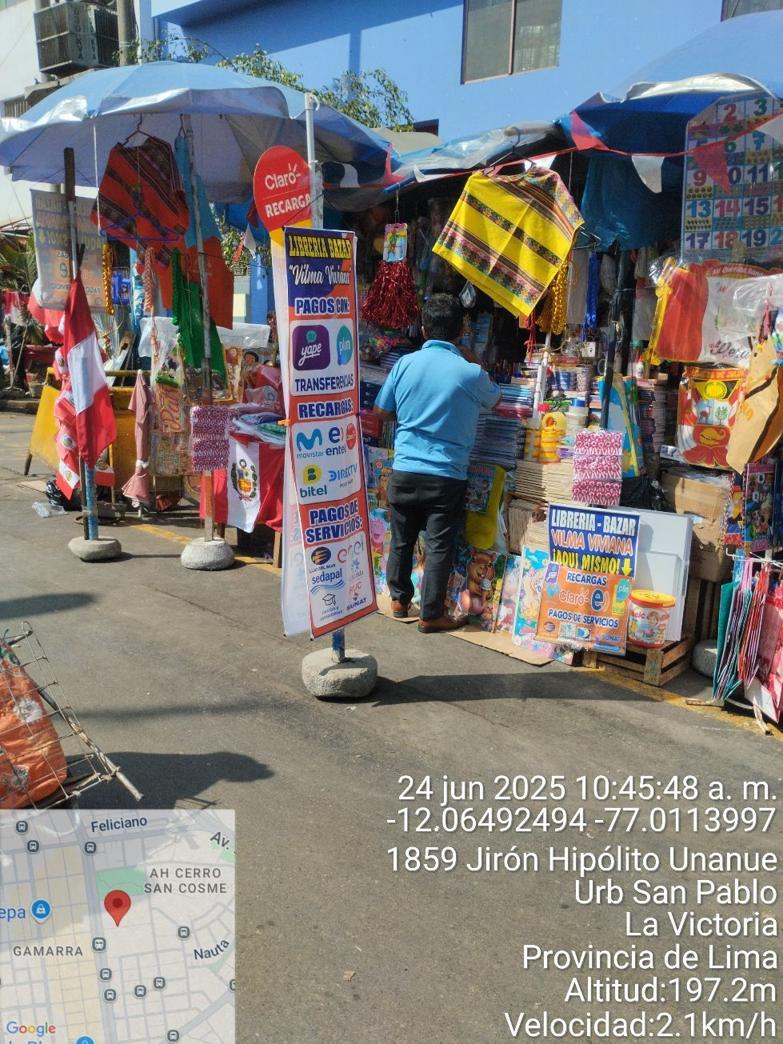 Claro
RECARGA
LIBRERIA BAZAR
"Vilma Viviana"
PAGOS CON:
yape
plin
TRANSFERENCIAS
RECARGAS:
movistar
entel
bitel
DIRECTV
PAGOS DE
SERVICIOS:
sedapal
SUNAT
LIBRERIA - BAZAR
VILMA VIVIANA
¡AQUI MISMO!
RECARGAS
Claro
e
PAGOS DE SERVICIOS
2 3
9 10
13 14 15
17 18 19
24 jun 2025 10:45:48 a. m.
-12.06492494 -77.0113997
1859 Jirón Hipólito Unanue
Urb San Pablo
La Victoria
Provincia de Lima
Altitud:197.2m
Velocidad:2.1km/h
Feliciano
Av.
AH CERRO
SAN COSME
epa
GAMARRA
Nauta
Google